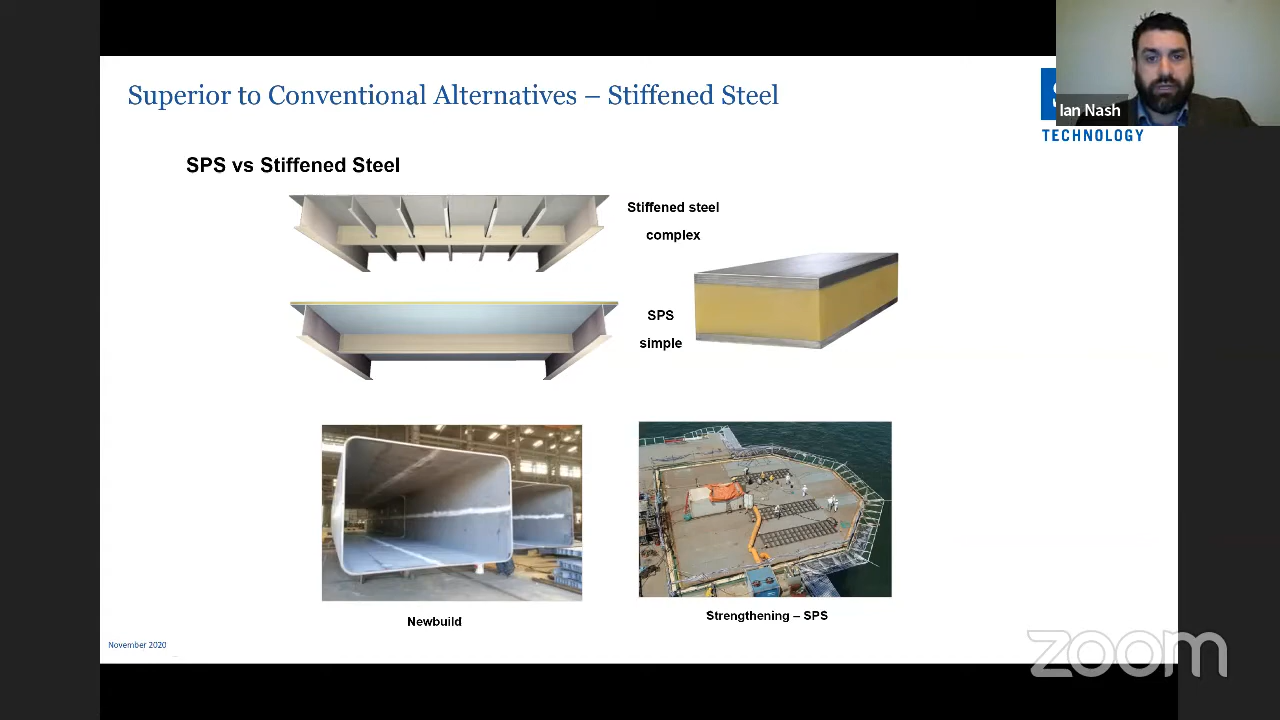 Superior to Conventional Alternatives – Stiffened Steel
Ian Nash
TECHNOLOGY
SPS vs Stiffened Steel
Stiffened steel
complex
SPS
simple
Newbuild
Strengthening – SPS
November 2020
zoom